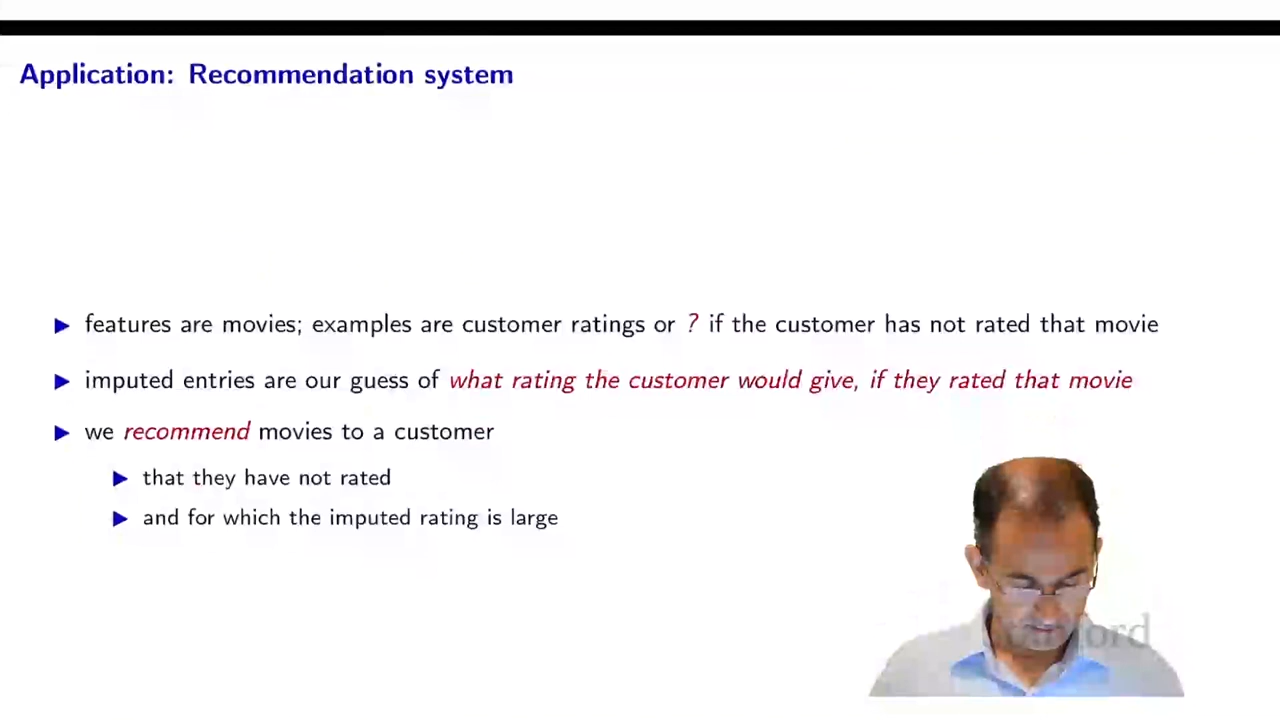 Application: Recommendation system
▶ features are movies; examples are customer ratings or ? if the customer has not rated that movie
▶ imputed entries are our guess of what rating the customer would give, if they rated that movie
▶ we recommend movies to a customer
▶ that they have not rated
▶ and for which the imputed rating is large